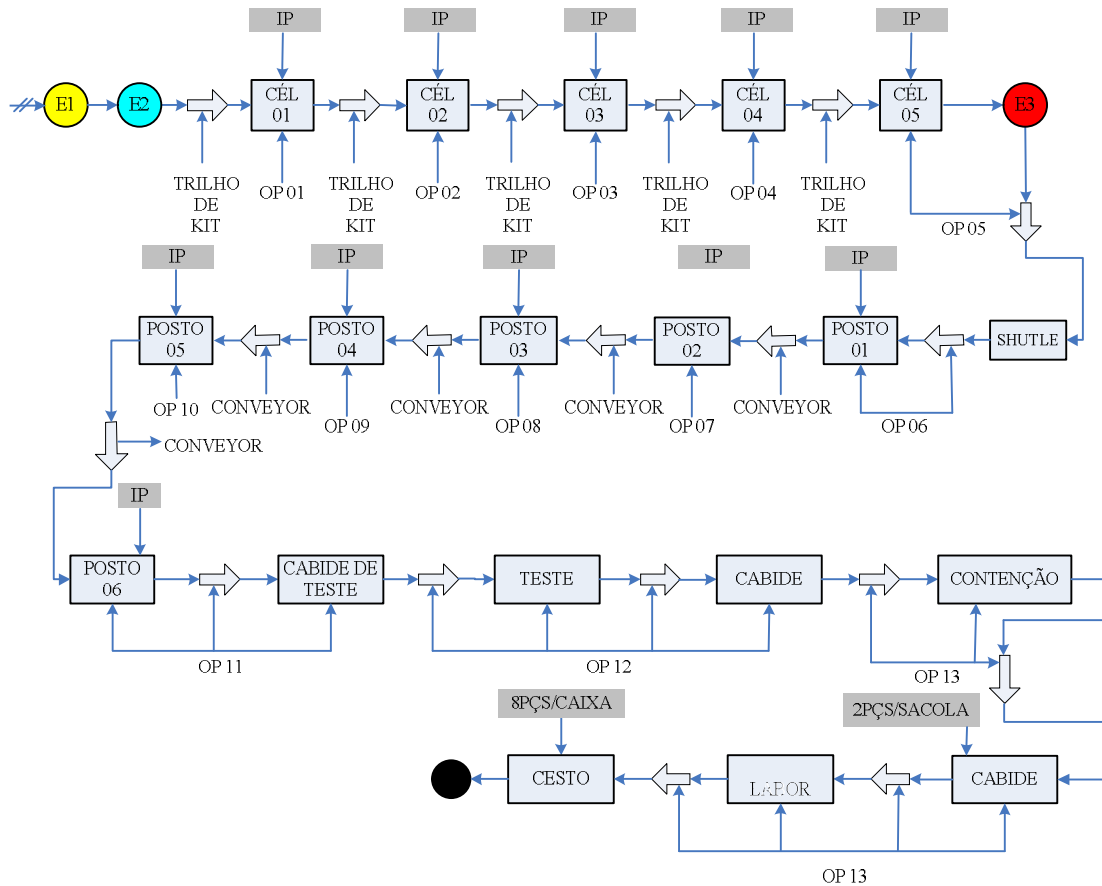 IP
IP
IP
IP
IP
E1
E2
CÉL
01
CÉL
02
CÉL
03
CÉL
04
CÉL
05
E3
TRILHO
DE
KIT
OP 01
TRILHO
DE
KIT
OP 02
TRILHO
DE
KIT
OP 03
TRILHO
DE
KIT
OP 04
TRILHO
DE
KIT
OP 05
IP
IP
IP
IP
IP
POSTO
05
POSTO
04
POSTO
03
POSTO
02
POSTO
01
SHUTLE
OP 10
CONVEYOR
OP 09
CONVEYOR
OP 08
CONVEYOR
OP 07
CONVEYOR
OP 06
CONVEYOR
IP
POSTO
06
CABIDE DE
TESTE
TESTE
CABIDE
CONTENÇÃO
OP 11
OP 12
OP 13
8PÇS/CAIXA
2PÇS/SACOLA
CESTO
CABIDE
OP 13